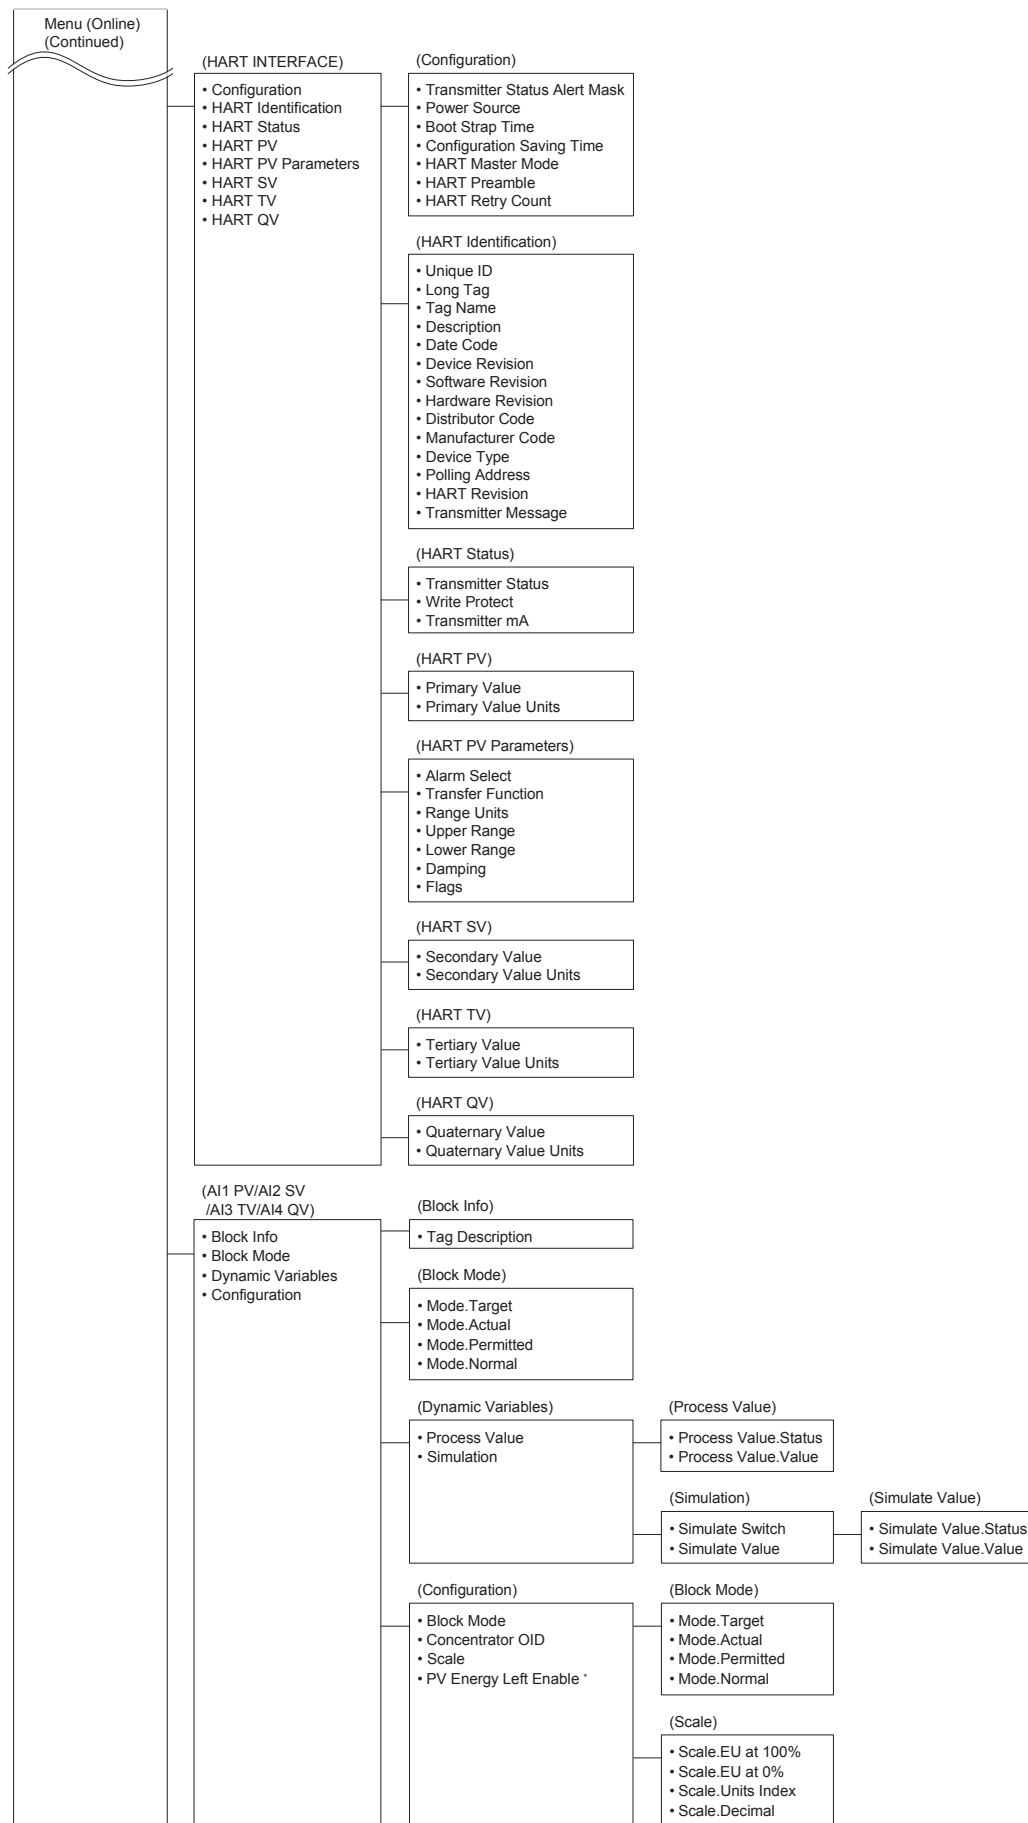 Menu (Online)
(Continued)
(HART INTERFACE)
• Configuration
• HART Identification
• HART Status
• HART PV
• HART PV Parameters
• HART SV
• HART TV
• HART QV
(Configuration)
• Transmitter Status Alert Mask
• Power Source
• Boot Strap Time
• Configuration Saving Time
• HART Master Mode
• HART Preamble
• HART Retry Count
(HART Identification)
• Unique ID
• Long Tag
• Tag Name
• Description
• Date Code
• Device Revision
• Software Revision
• Hardware Revision
• Distributor Code
• Manufacturer Code
• Device Type
• Polling Address
• HART Revision
• Transmitter Message
(HART Status)
• Transmitter Status
• Write Protect
• Transmitter mA
(HART PV)
• Primary Value
• Primary Value Units
(HART PV Parameters)
• Alarm Select
• Transfer Function
• Range Units
• Upper Range
• Lower Range
• Damping
• Flags
(HART SV)
• Secondary Value
• Secondary Value Units
(HART TV)
• Tertiary Value
• Tertiary Value Units
(HART QV)
• Quaternary Value
• Quaternary Value Units
(AI1 PV/AI2 SV
/AI3 TV/AI4 QV)
• Block Info
• Block Mode
• Dynamic Variables
• Configuration
(Block Info)
• Tag Description
(Block Mode)
• Mode.Target
• Mode.Actual
• Mode.Permitted
• Mode.Normal
(Dynamic Variables)
• Process Value
• Simulation
(Process Value)
• Process Value.Status
• Process Value.Value
(Simulation)
• Simulate Switch
• Simulate Value
(Simulate Value)
• Simulate Value.Status
• Simulate Value.Value
(Configuration)
• Block Mode
• Concentrator OID
• Scale
• PV Energy Left Enable *
(Block Mode)
• Mode.Target
• Mode.Actual
• Mode.Permitted
• Mode.Normal
(Scale)
• Scale.EU at 100%
• Scale.EU at 0%
• Scale.Units Index
• Scale.Decimal